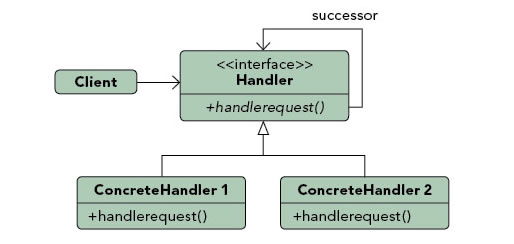 successor
<<interface>>
Handler
Client
+handlerequest()
ConcreteHandler 1
+handlerequest()
ConcreteHandler 2
+handlerequest()